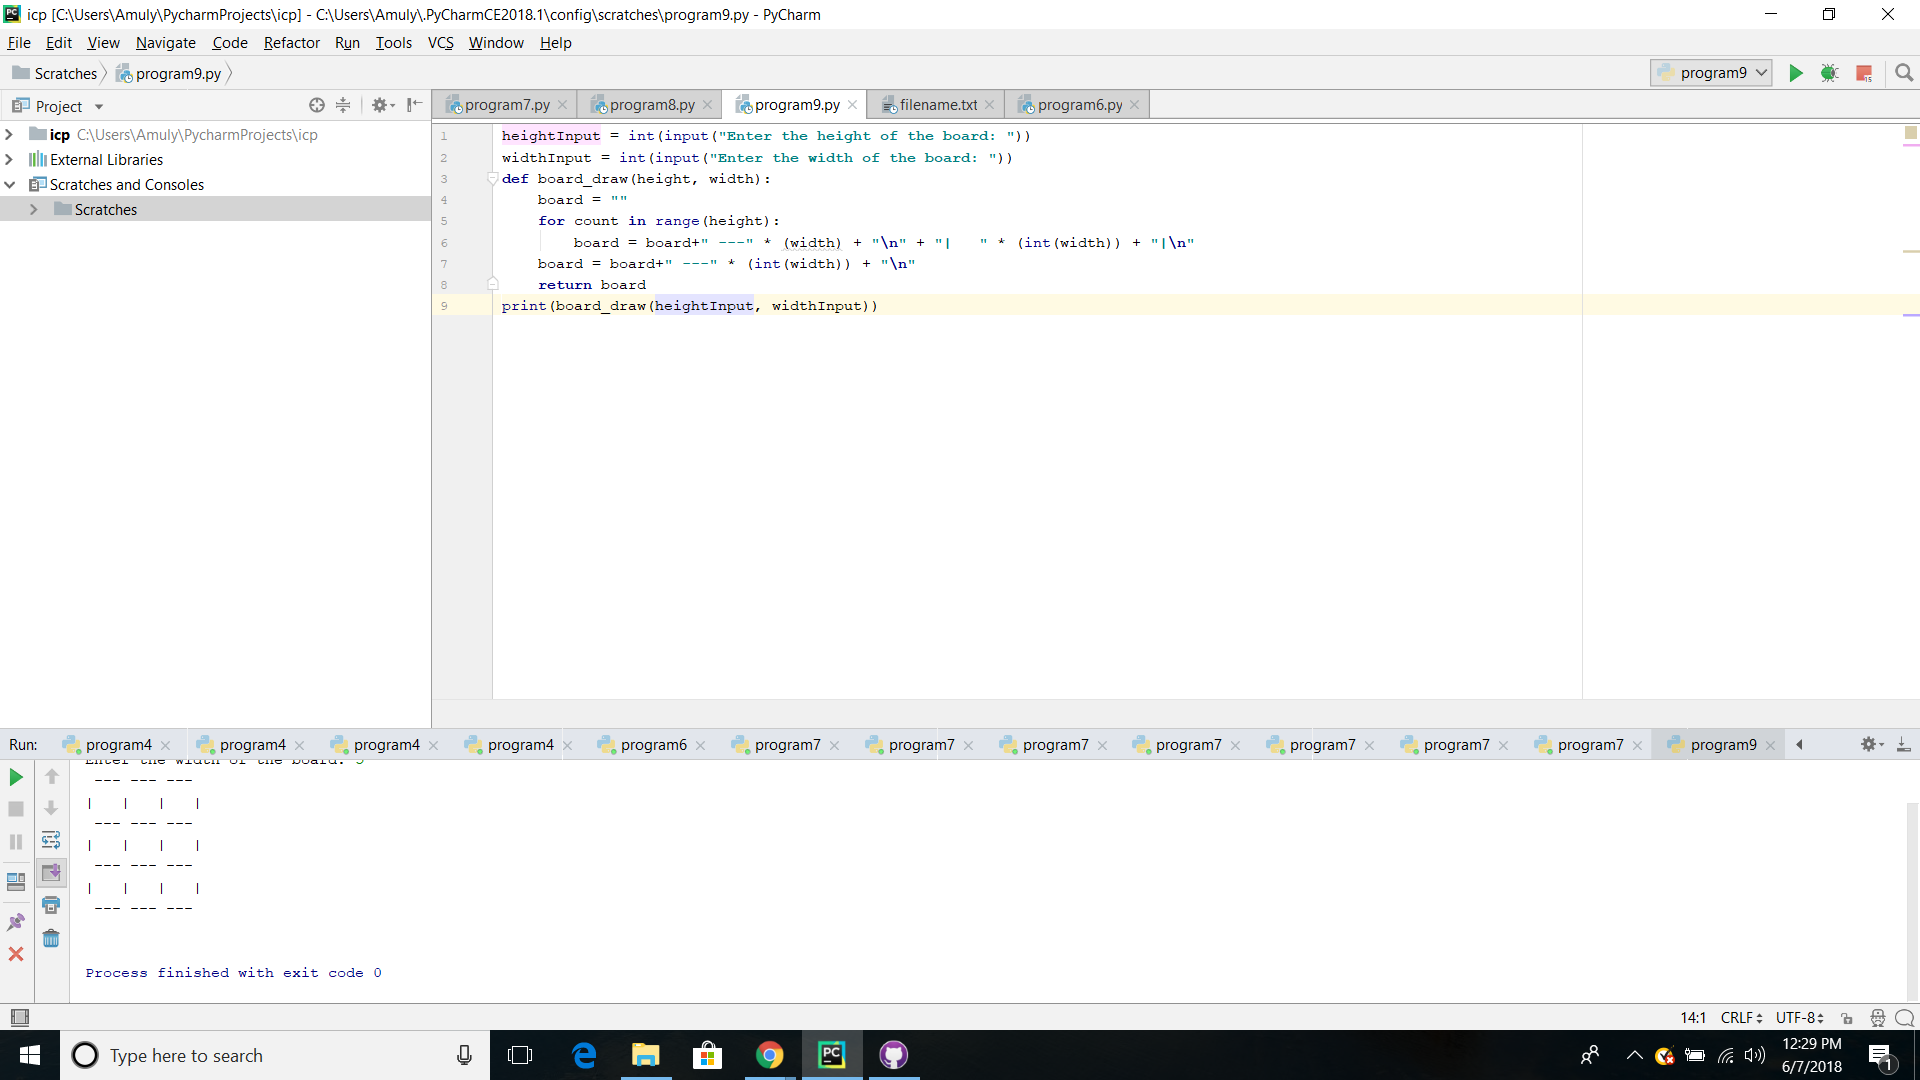 icp [C:\Users\Amuly\PycharmProjects\icp] - C:\Users\Amuly\.PyCharmCE2018.1\config\scratches\program9.py - PyCharm
File Edit View Navigate Code Refactor Run Tools VCS Window Help
Scratches program9.py program9
Project program7.py program8.py program9.py filename.txt program6.py
icp C:\Users\Amuly\PycharmProjects\icp
External Libraries
Scratches and Consoles
Scratches
1 heightInput = int(input("Enter the height of the board: "))
2 widthInput = int(input("Enter the width of the board: "))
3 def board_draw(height, width):
4     board = ""
5     for count in range(height):
6         board = board+" ---" * (width) + "\n" + "|   " * (int(width)) + "|\n"
7     board = board+" ---" * (int(width)) + "\n"
8     return board
9 print(board_draw(heightInput, widthInput))
Run: program4 program4 program4 program4 program6 program7 program7 program7 program7 program7 program7 program7 program9
Enter the width of the board: 3
 --- --- ---
|   |   |   |
 --- --- ---
|   |   |   |
 --- --- ---
|   |   |   |
 --- --- ---
Process finished with exit code 0
14:1 CRLF UTF-8
Type here to search
12:29 PM
6/7/2018
1